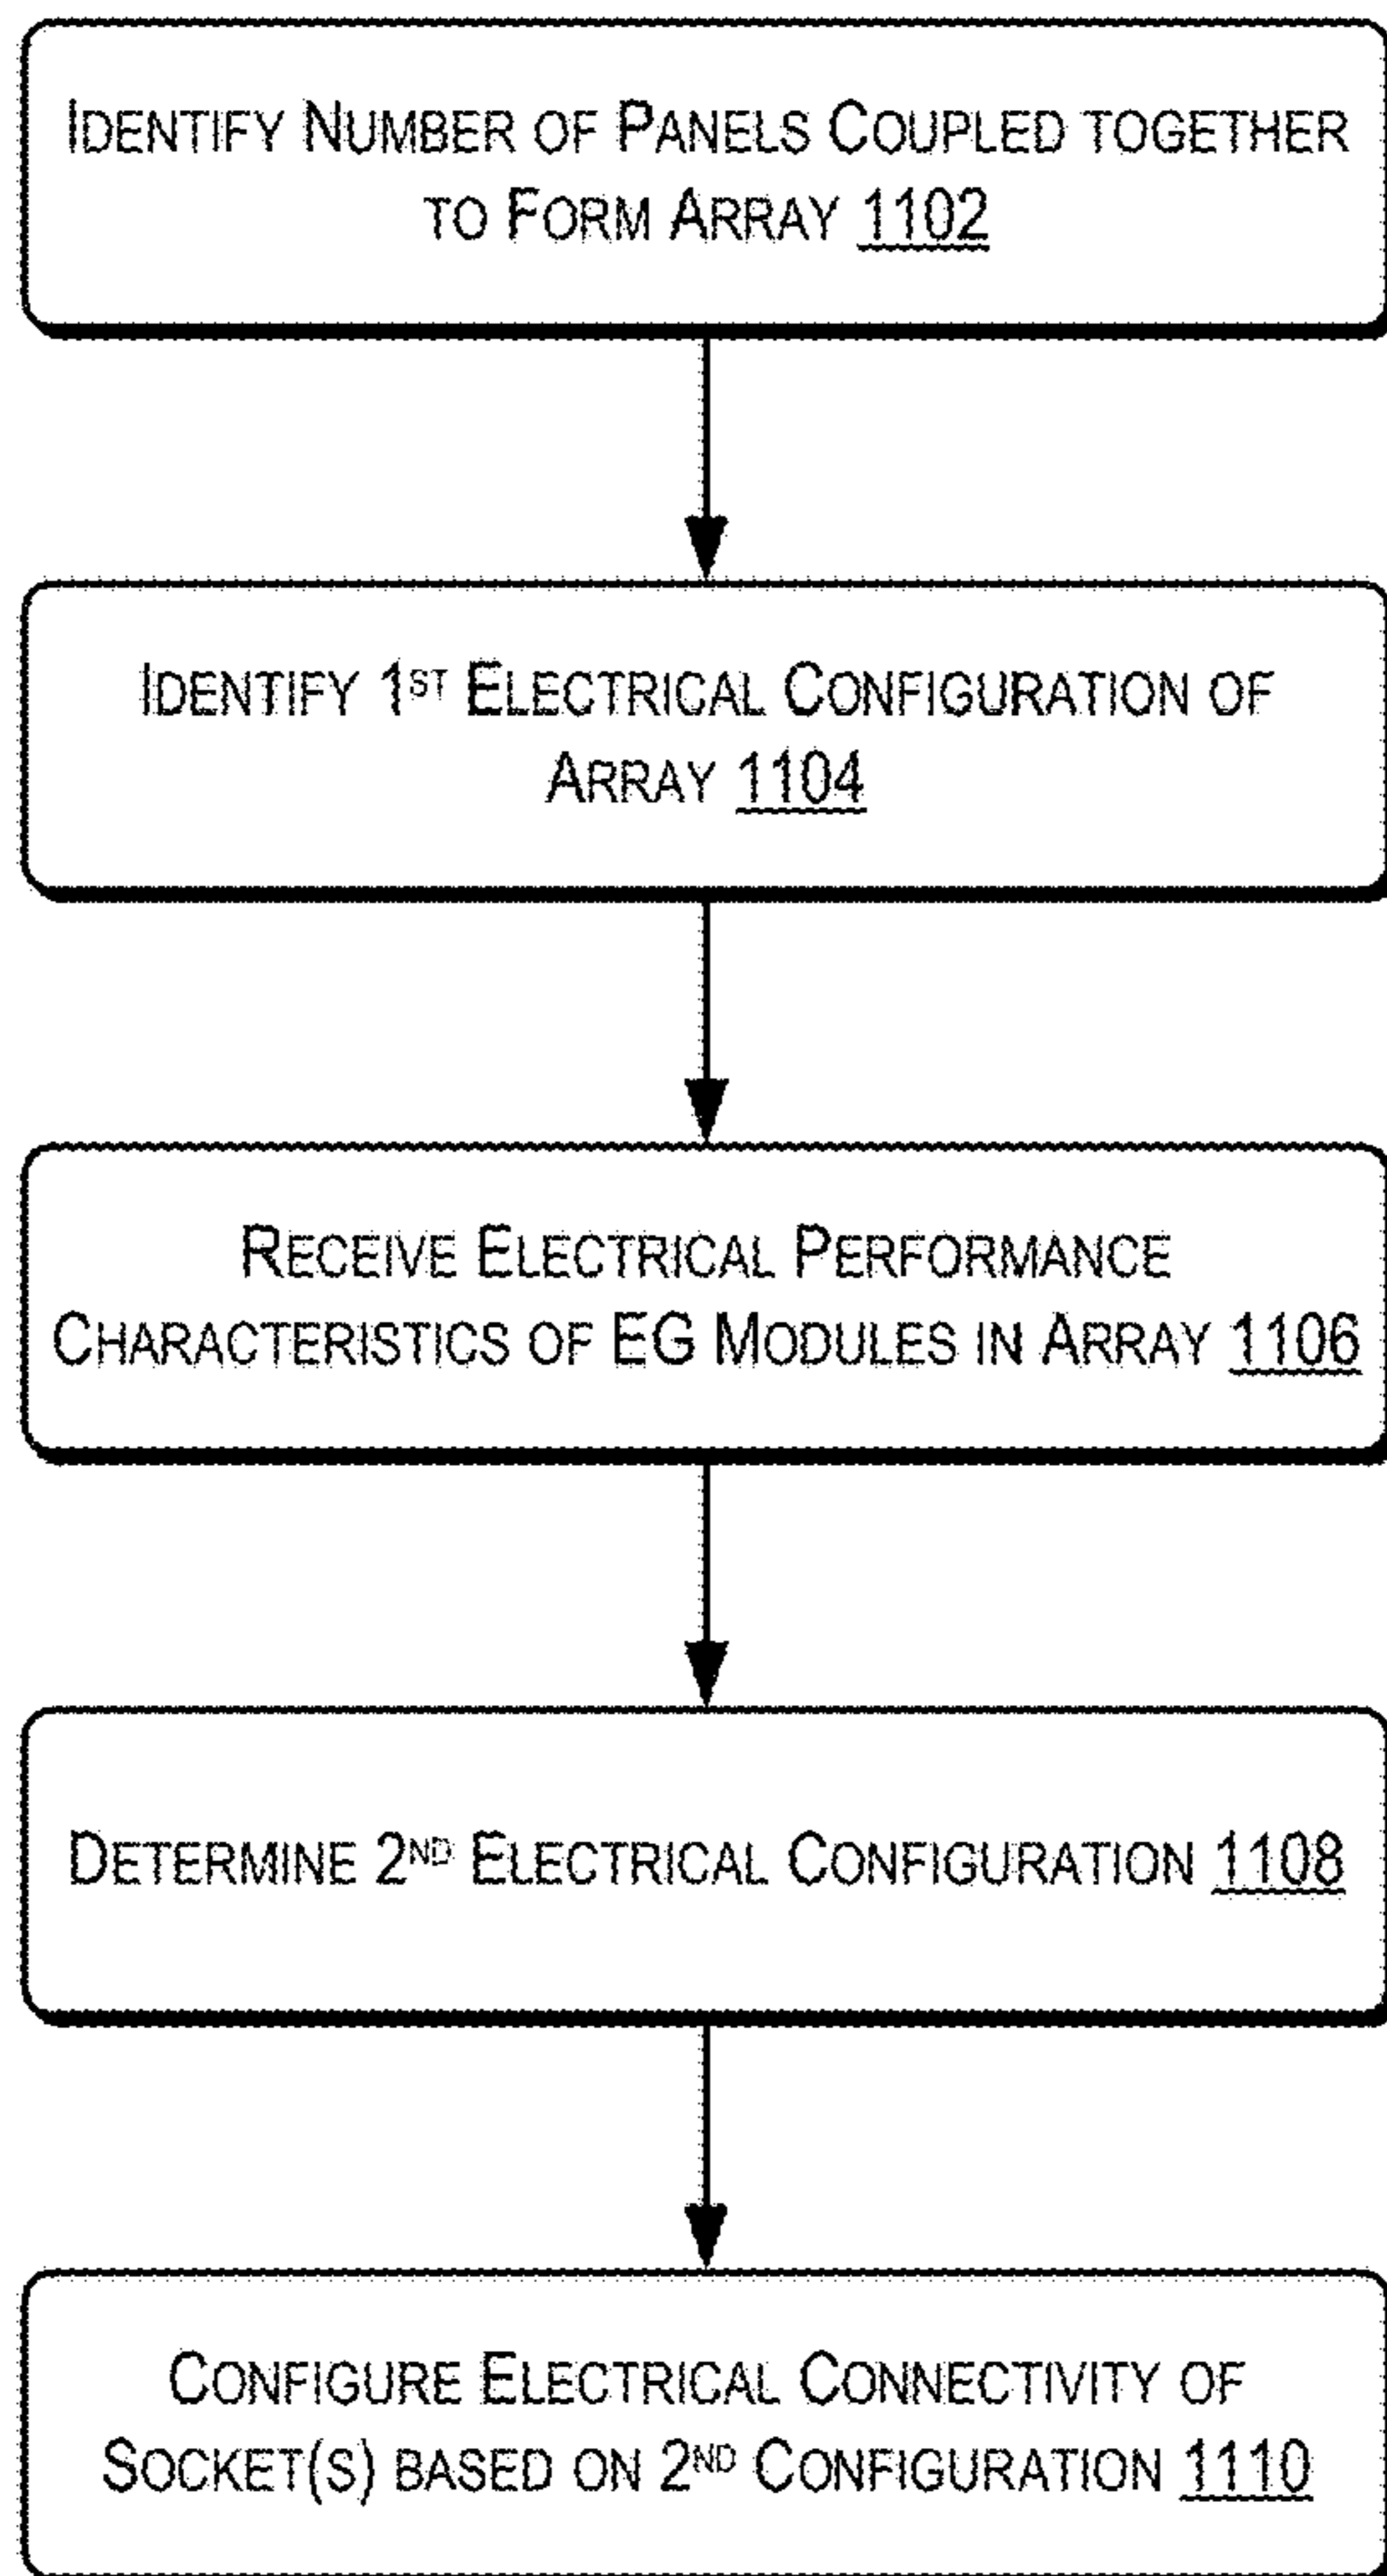 IDENTIFY NUMBER OF PANELS COUPLED TOGETHER
TO FORM ARRAY 1102
IDENTIFY 1ST ELECTRICAL CONFIGURATION OF
ARRAY 1104
RECEIVE ELECTRICAL PERFORMANCE
CHARACTERISTICS OF EG MODULES IN ARRAY 1106
DETERMINE 2ND ELECTRICAL CONFIGURATION 1108
CONFIGURE ELECTRICAL CONNECTIVITY OF
SOCKET(S) BASED ON 2ND CONFIGURATION 1110